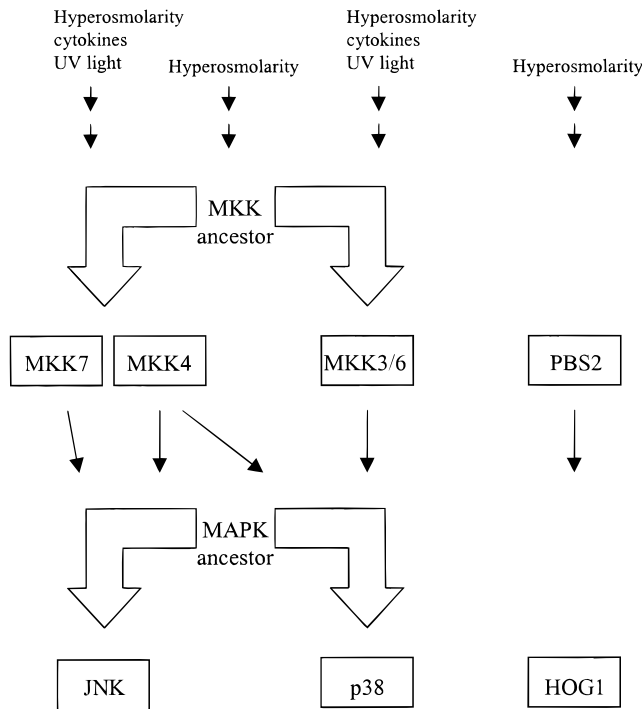 Hyperosmolarity
cytokines
UV light
Hyperosmolarity
Hyperosmolarity
cytokines
UV light
Hyperosmolarity
MKK
ancestor
MKK7
MKK4
MKK3/6
PBS2
MAPK
ancestor
JNK
p38
HOG1